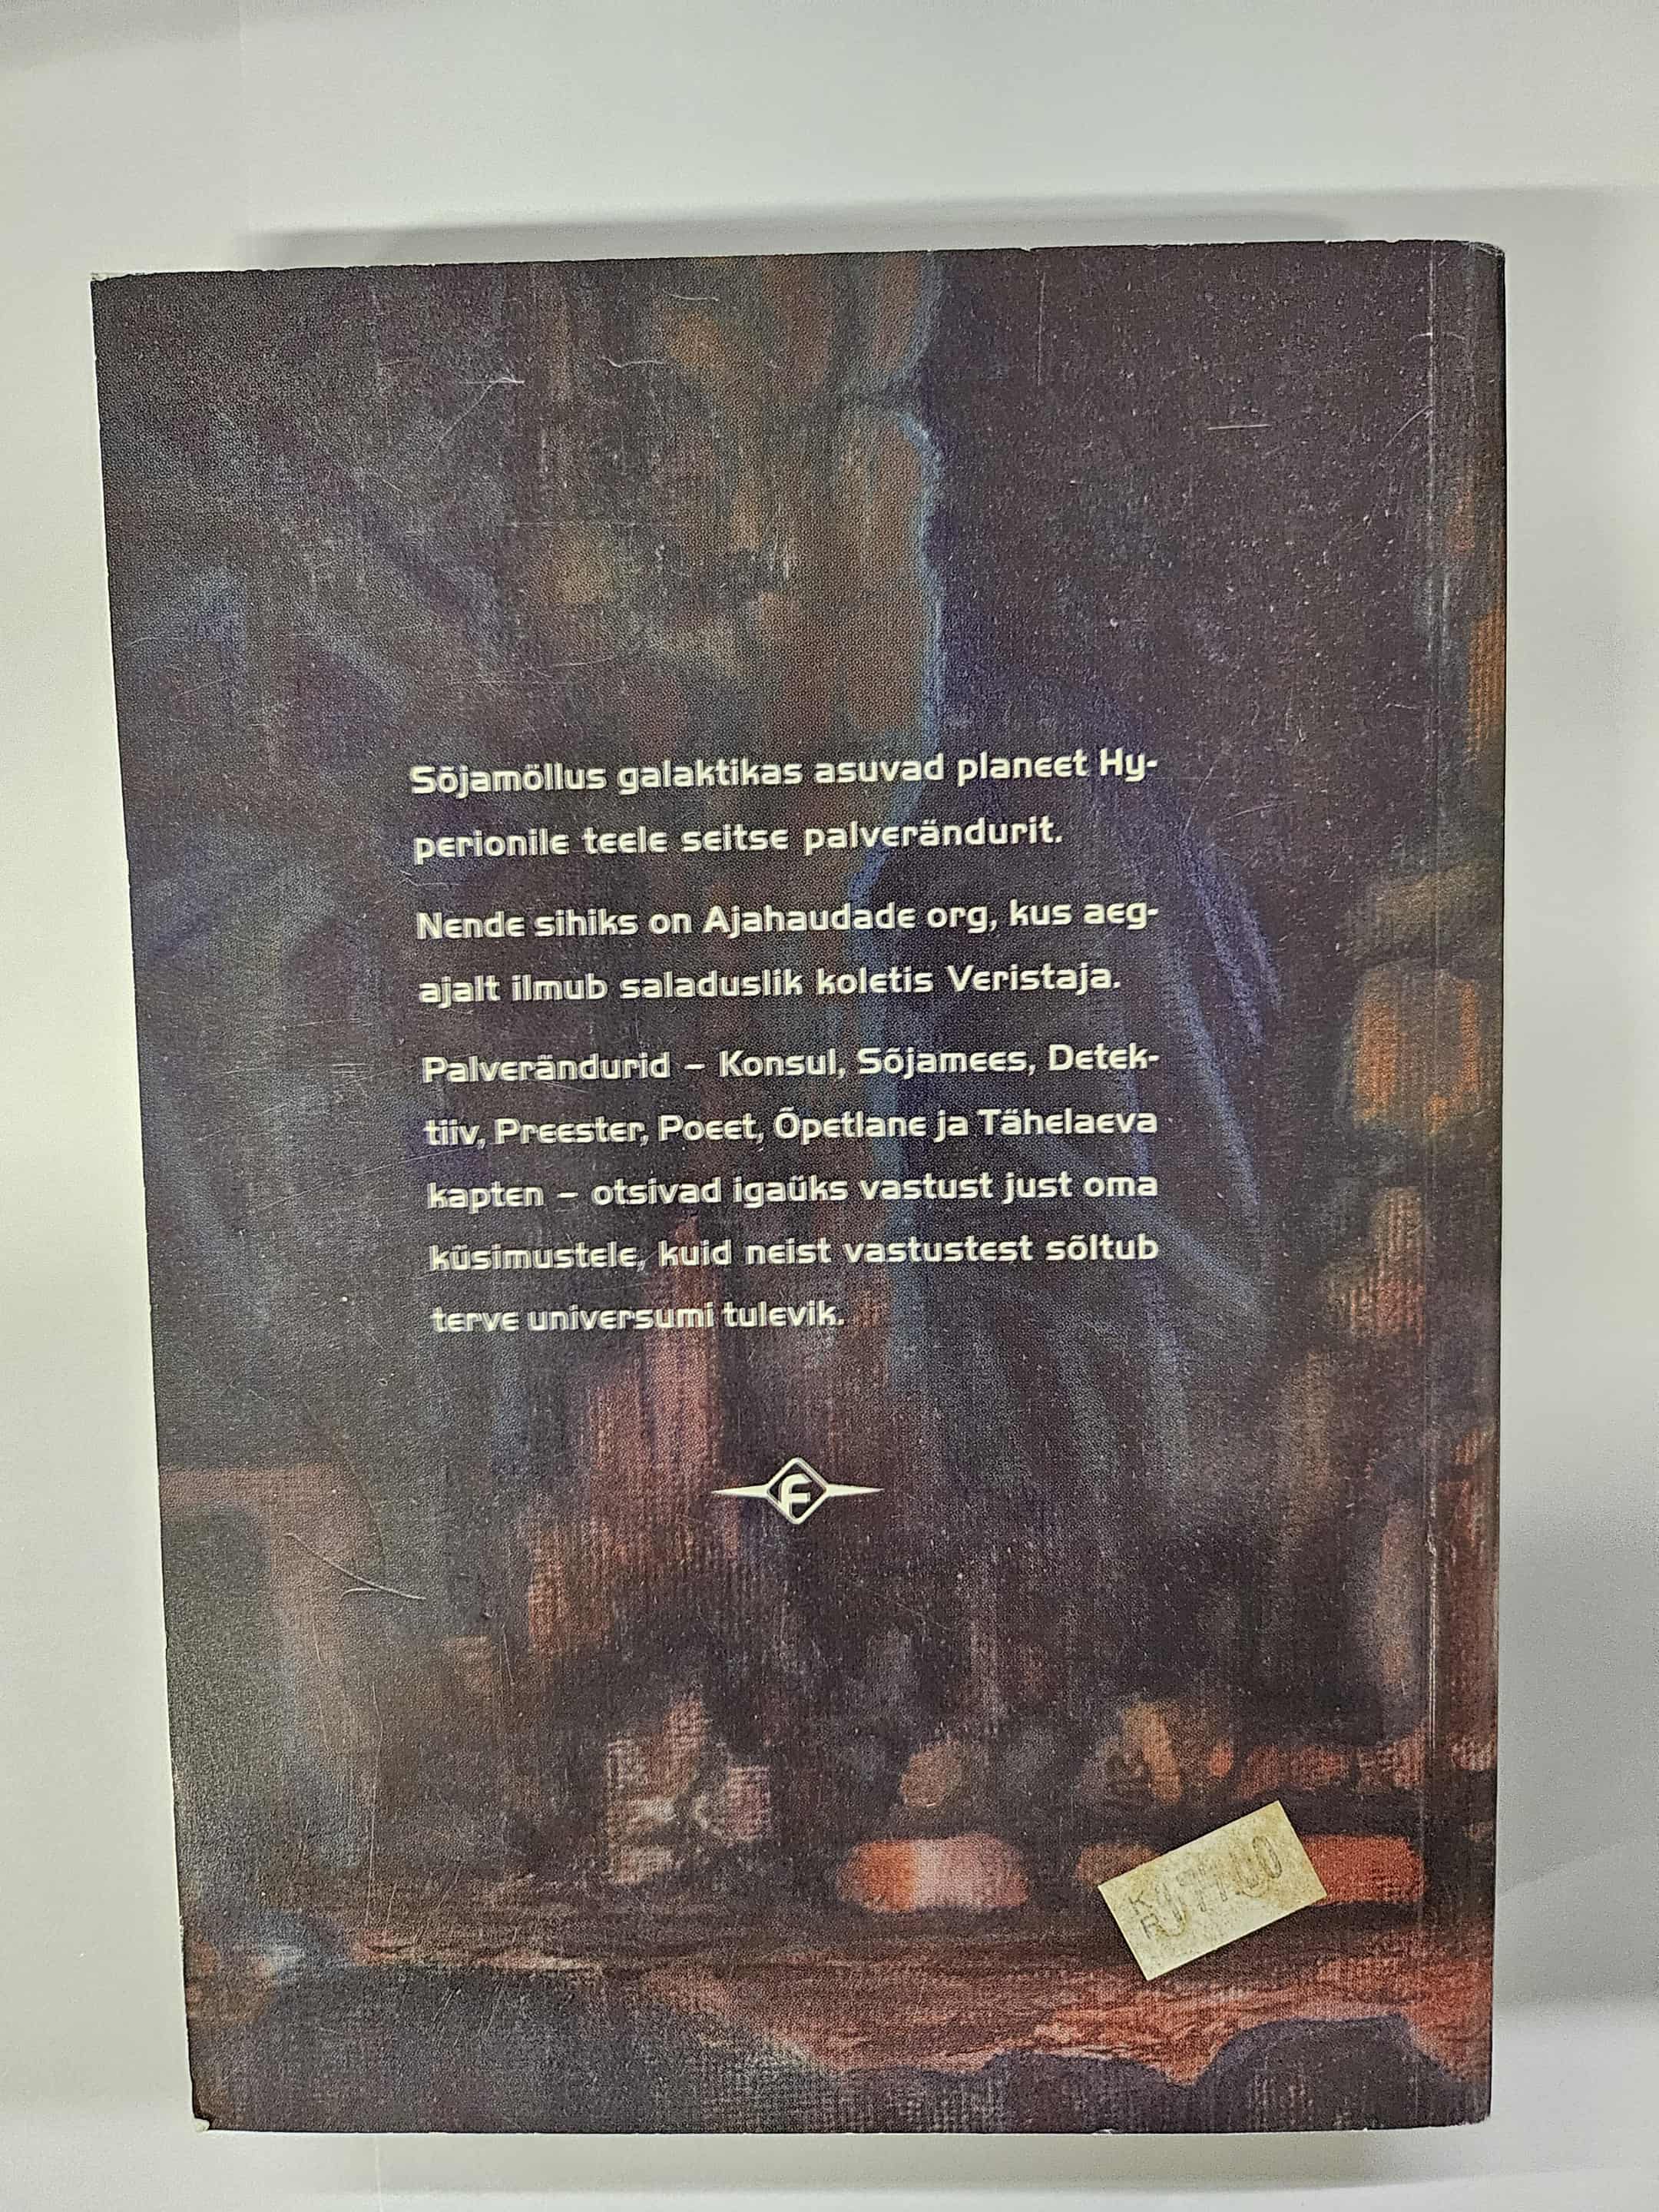 Sõjamöllus galaktikas asuvad planeet Hy-
perionile teele seitse palverändurit.
Nende sihiks on Ajahaudade org, kus aeg-
ajalt ilmub saladuslik koletis Veristaja.
Palverändurid – Konsul, Sõjamees, Detek-
tiiv, Preester, Poeet, Õpetlane ja Tähelaeva
kapten – otsivad igaüks vastust just oma
küsimustele, kuid neist vastustest sõltub
terve universumi tulevik.
F